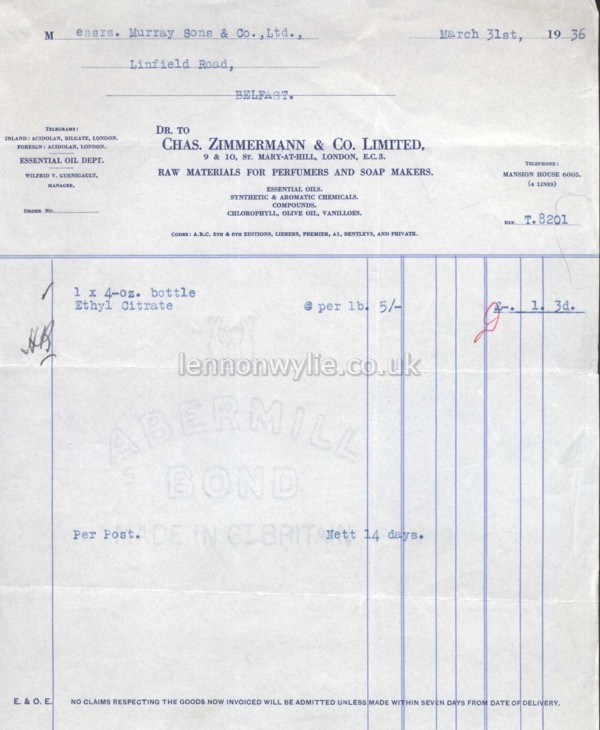 Messrs. Murray Sons & Co., Ltd.,
March 31st, 1936
Linfield Road,
BELFAST.
TELEGRAMS:
INLAND: ACIDOLAN, BILGATE, LONDON.
FOREIGN: ACIDOLAN, LONDON.
ESSENTIAL OIL DEPT.
WILFRID V. GUENIGAULT,
MANAGER.
ORDER No.
DR. TO
CHAS. ZIMMERMANN & CO. LIMITED,
9 & 10, ST. MARY-AT-HILL, LONDON, E.C.3.
RAW MATERIALS FOR PERFUMERS AND SOAP MAKERS.
ESSENTIAL OILS.
SYNTHETIC & AROMATIC CHEMICALS.
COMPOUNDS.
CHLOROPHYLL, OLIVE OIL, VANILLOES.
CODES: A.B.C. 5TH & 6TH EDITIONS, LIEBERS, PREMIER, A1, BENTLEYS, AND PRIVATE.
TELEPHONE:
MANSION HOUSE 6005.
(4 LINES)
REF. T.8201
1 x 4-oz. bottle
Ethyl Citrate @ per lb. 5/- £-. 1. 3d.
lennonwylie.co.uk
ABERMILL
BOND
MADE IN GT BRITAIN
Per Post. Nett 14 days.
E. & O. E. NO CLAIMS RESPECTING THE GOODS NOW INVOICED WILL BE ADMITTED UNLESS MADE WITHIN SEVEN DAYS FROM DATE OF DELIVERY.